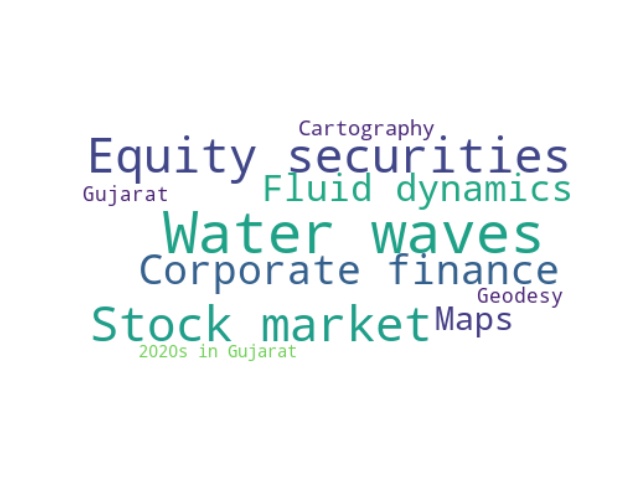 Cartography
Equity securities
Gujarat
Fluid dynamics
Water waves
Corporate finance
Geodesy
Stock market
Maps
2020s in Gujarat